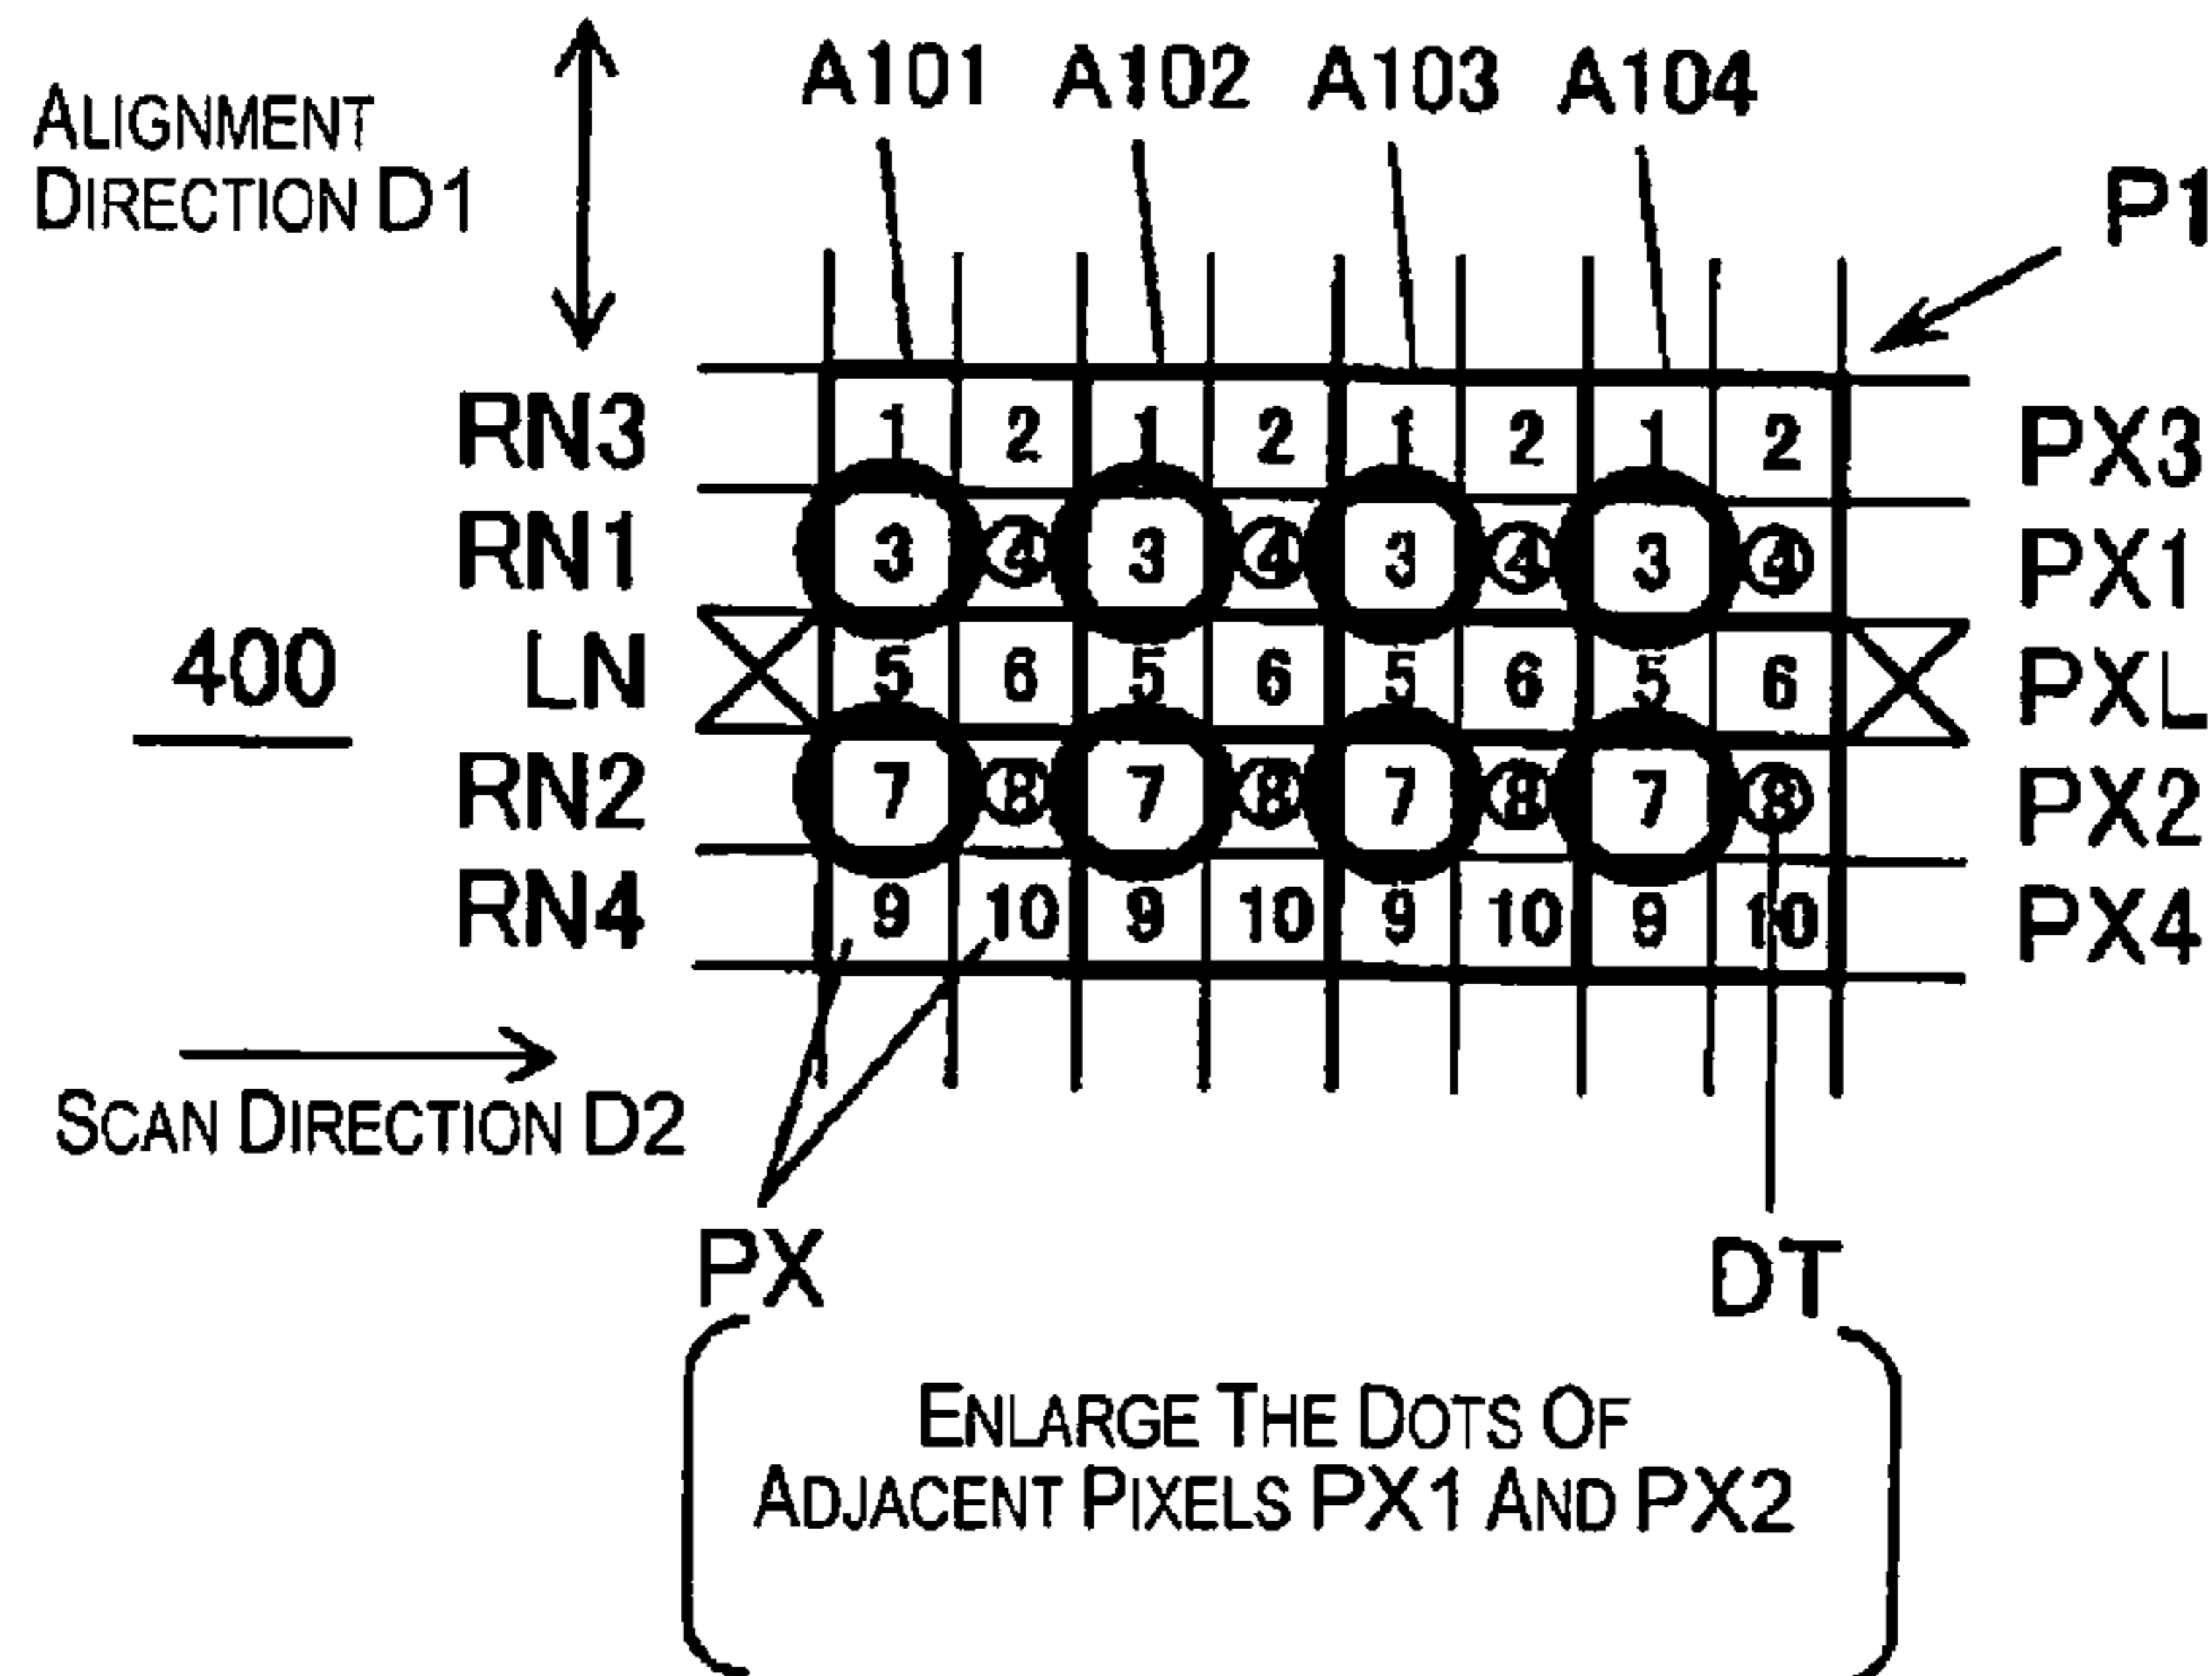 A101 A102 A103 A104
ALIGNMENT
DIRECTION D1
P1
RN3 1 2 1 2 1 2 1 2 PX3
RN1 3 4 3 4 3 4 3 4 PX1
400 LN 5 6 5 6 5 6 5 6 PXL
RN2 7 8 7 8 7 8 7 8 PX2
RN4 9 10 9 10 9 10 9 10 PX4
SCAN DIRECTION D2
PX DT
ENLARGE THE DOTS OF
ADJACENT PIXELS PX1 AND PX2